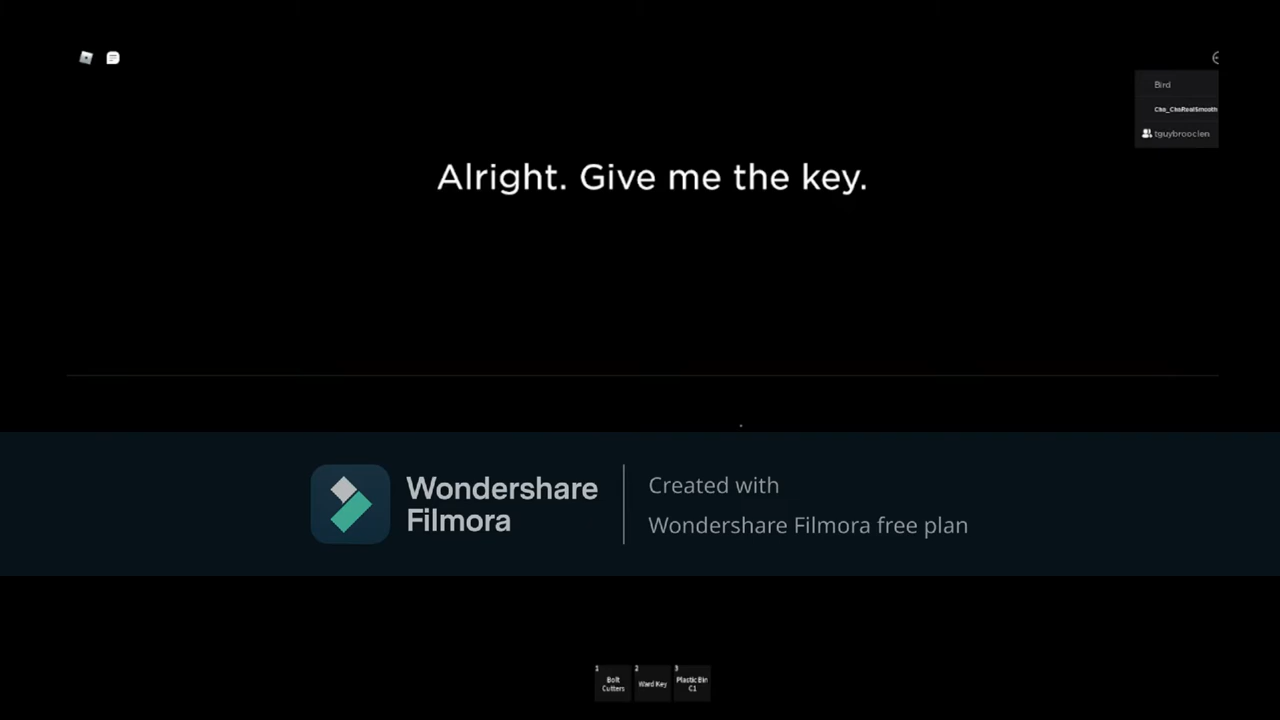 Bird
Cha_ChaRealSmooth
tguybroocien
Alright. Give me the key.
Wondershare
Filmora
Created with
Wondershare Filmora free plan
1
Bolt
Cutters
2
Ward Key
3
Plastic Bin
C1